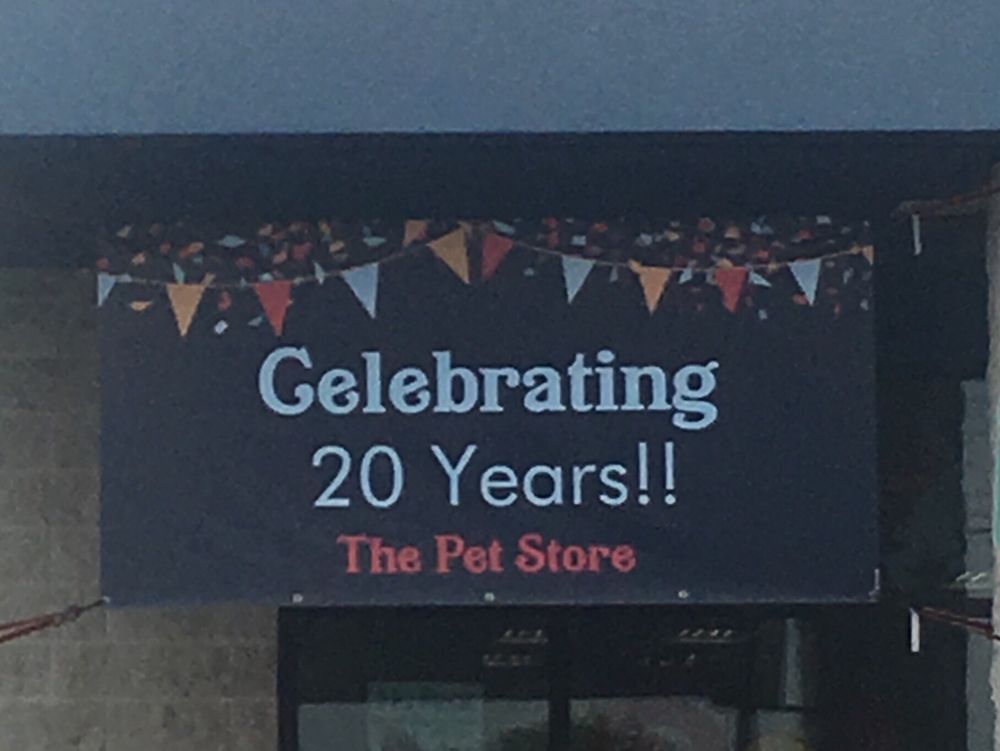 Celebrating
20 Years!!
The Pet Store